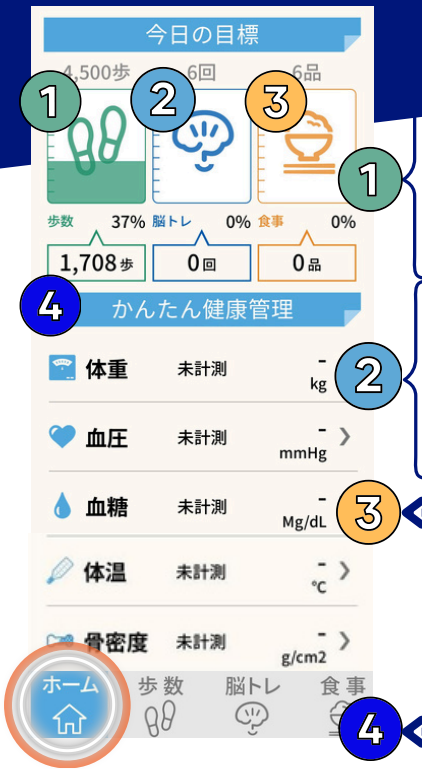 今日の目標
4,500歩 6回 6品
1 2 3
1
歩数 37% 脳トレ 0% 食事 0%
1,708歩 0回 0品
4 かんたん健康管理
体重 未計測 - kg
2
血圧 未計測 - mmHg
血糖 未計測 - Mg/dL
3
体温 未計測 - ℃
骨密度 未計測 - g/cm2
ホーム 歩数 脳トレ 食事
4